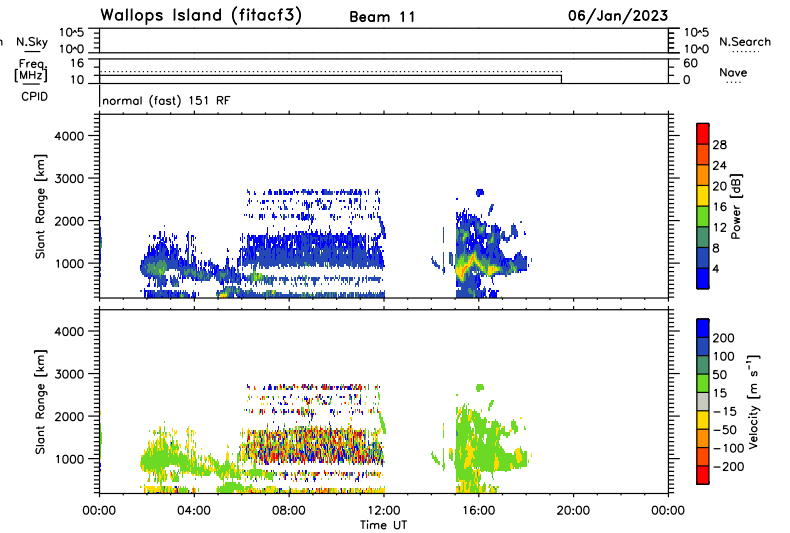 Wallops Island (fitacf3) Beam 11 06/Jan/2023
n N.Sky 10^5 10^0 10^5 10^0 N.Search
Freq. [MHz] 16 10 60 0 Nave
CPID normal (fast) 151 RF
Slant Range [km] 4000 3000 2000 1000
Power [dB] 28 24 20 16 12 8 4
Slant Range [km] 4000 3000 2000 1000
Velocity [m s⁻¹] 200 100 50 15 −15 −50 −100 −200
00:00 04:00 08:00 12:00 16:00 20:00 00:00
Time UT